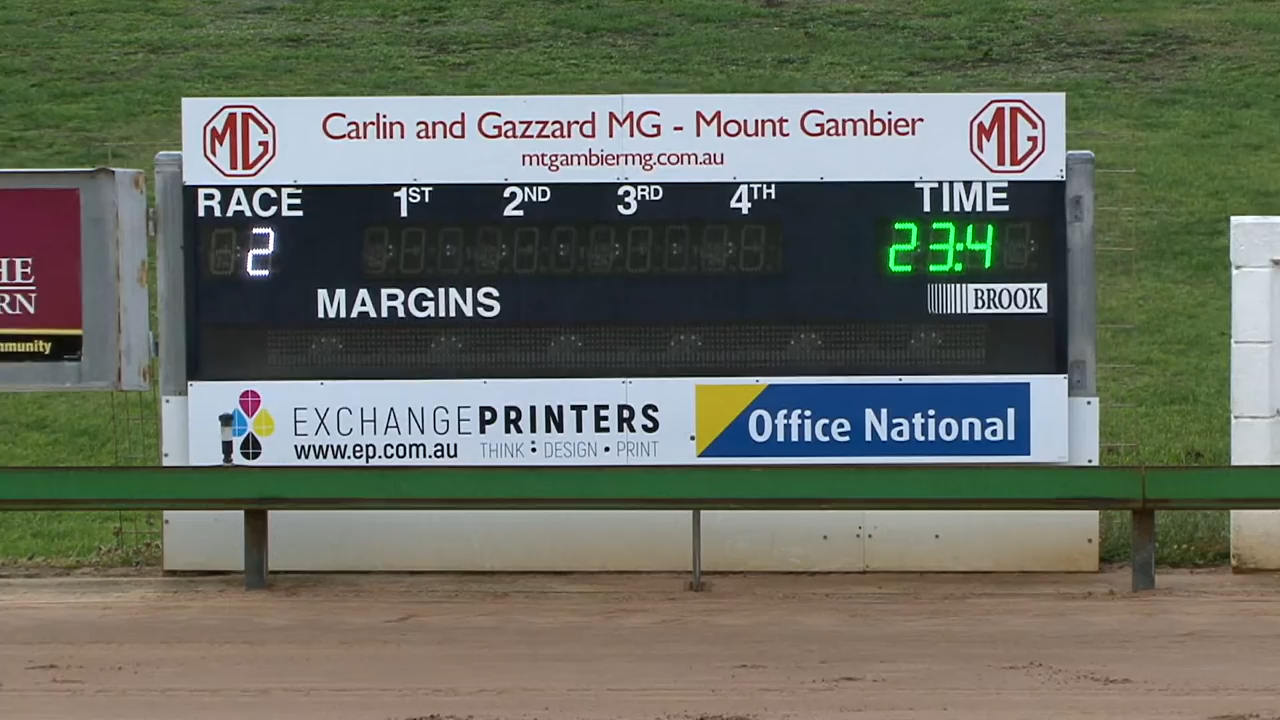 MG Carlin and Gazzard MG - Mount Gambier MG
mtgambiermg.com.au
RACE 1ST 2ND 3RD 4TH TIME
2 23:4
MARGINS BROOK
HE
RN
mmunity
EXCHANGEPRINTERS
www.ep.com.au THINK : DESIGN • PRINT
Office National